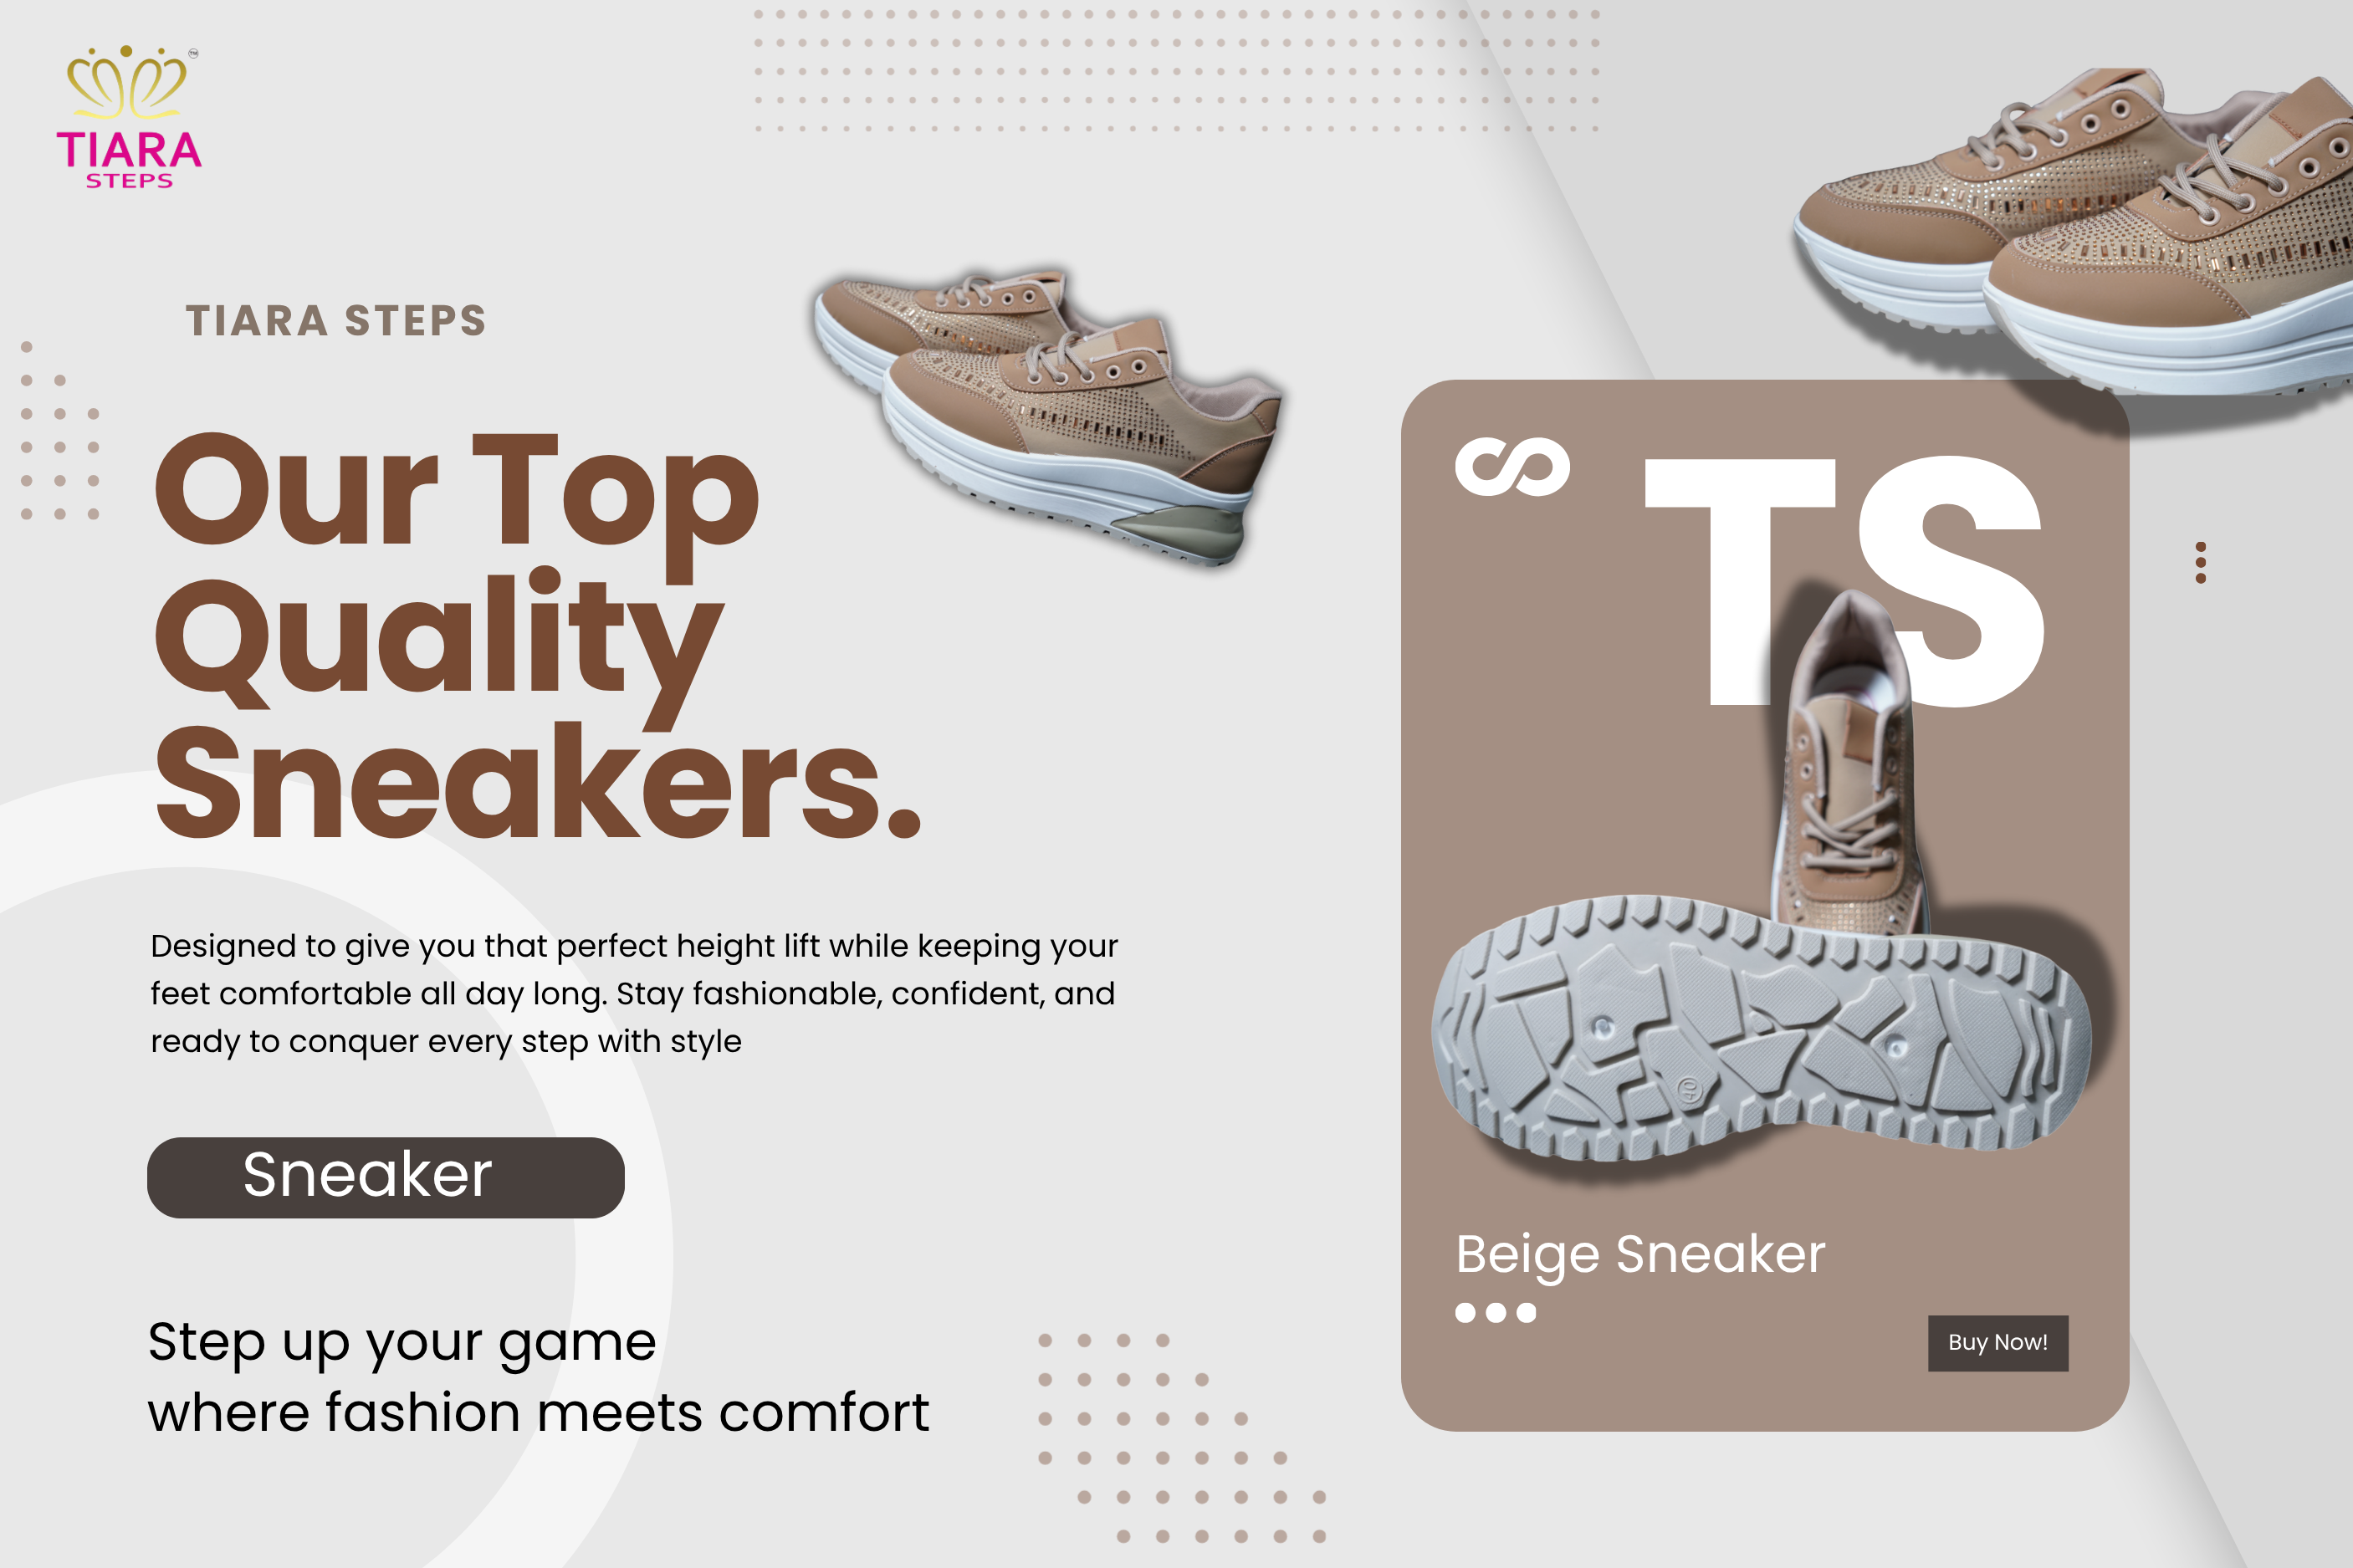 TIARA
STEPS
TM
TIARA STEPS
Our Top
Quality
Sneakers.
Designed to give you that perfect height lift while keeping your
feet comfortable all day long. Stay fashionable, confident, and
ready to conquer every step with style
Sneaker
Step up your game
where fashion meets comfort
TS
Beige Sneaker
Buy Now!